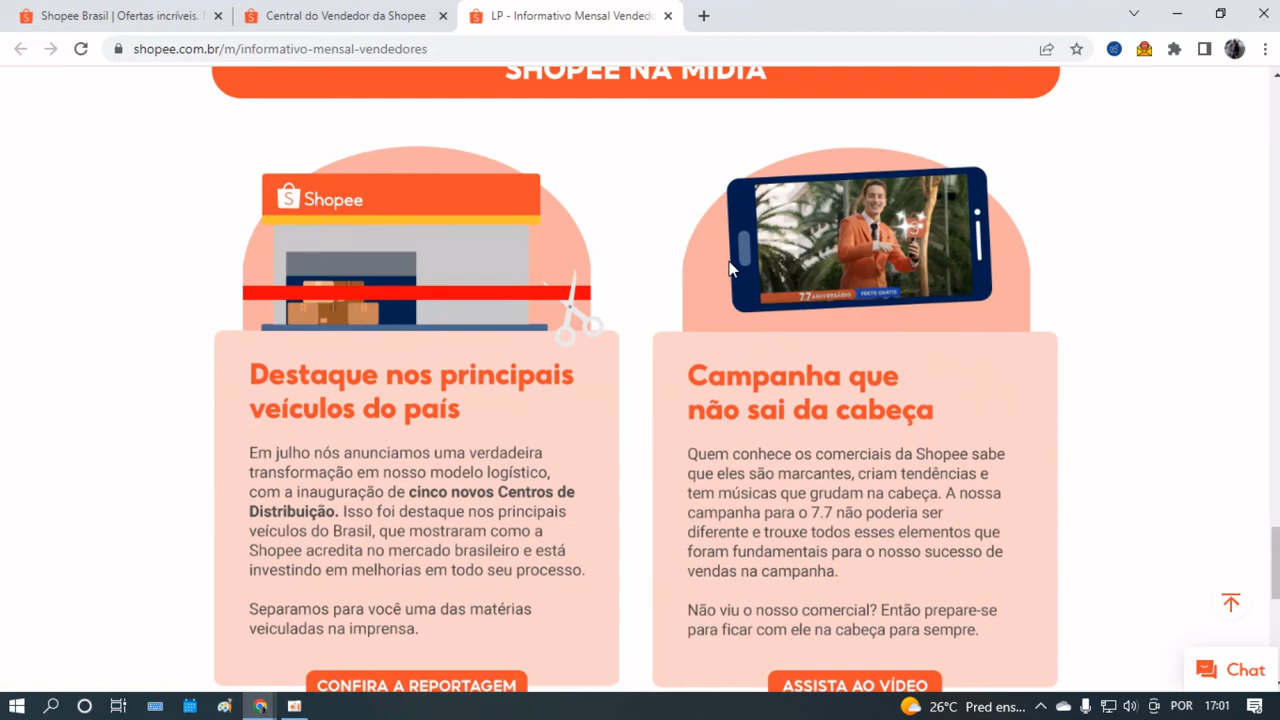 Shopee Brasil | Ofertas incríveis.
Central do Vendedor da Shopee
LP - Informativo Mensal Vended
shopee.com.br/m/informativo-mensal-vendedores
SHOPEE NA MÍDIA
Shopee
7.7 ANIVERSÁRIO FRETE GRÁTIS
Destaque nos principais
veículos do país
Em julho nós anunciamos uma verdadeira
transformação em nosso modelo logístico,
com a inauguração de cinco novos Centros de
Distribuição. Isso foi destaque nos principais
veículos do Brasil, que mostraram como a
Shopee acredita no mercado brasileiro e está
investindo em melhorias em todo seu processo.
Separamos para você uma das matérias
veiculadas na imprensa.
CONFIRA A REPORTAGEM
Campanha que
não sai da cabeça
Quem conhece os comerciais da Shopee sabe
que eles são marcantes, criam tendências e
tem músicas que grudam na cabeça. A nossa
campanha para o 7.7 não poderia ser
diferente e trouxe todos esses elementos que
foram fundamentais para o nosso sucesso de
vendas na campanha.
Não viu o nosso comercial? Então prepare-se
para ficar com ele na cabeça para sempre.
ASSISTA AO VÍDEO
Chat
26°C Pred ens...
POR
17:01